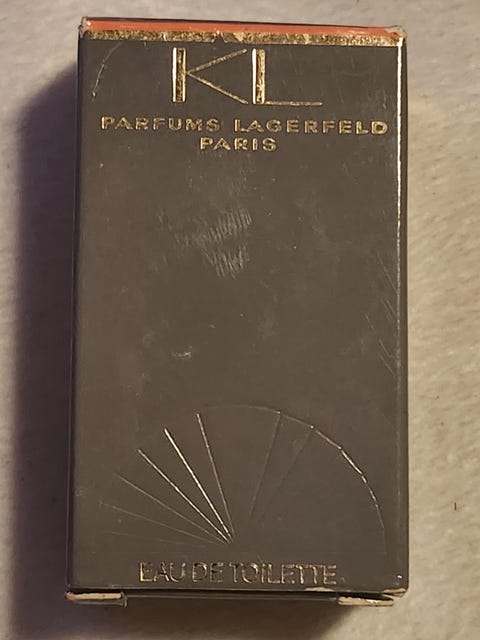 KL
PARFUMS LAGERFELD
PARIS
EAU DE TOILETTE